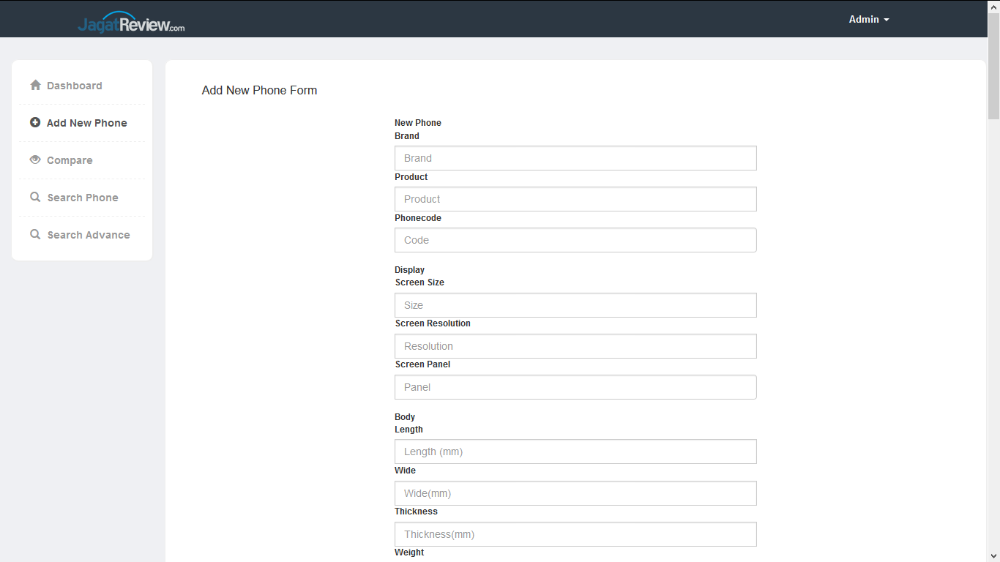 JagatReview.com
Admin
Dashboard
Add New Phone
Compare
Search Phone
Search Advance
Add New Phone Form
New Phone
Brand
Brand
Product
Product
Phonecode
Code
Display
Screen Size
Size
Screen Resolution
Resolution
Screen Panel
Panel
Body
Length
Length (mm)
Wide
Wide(mm)
Thickness
Thickness(mm)
Weight